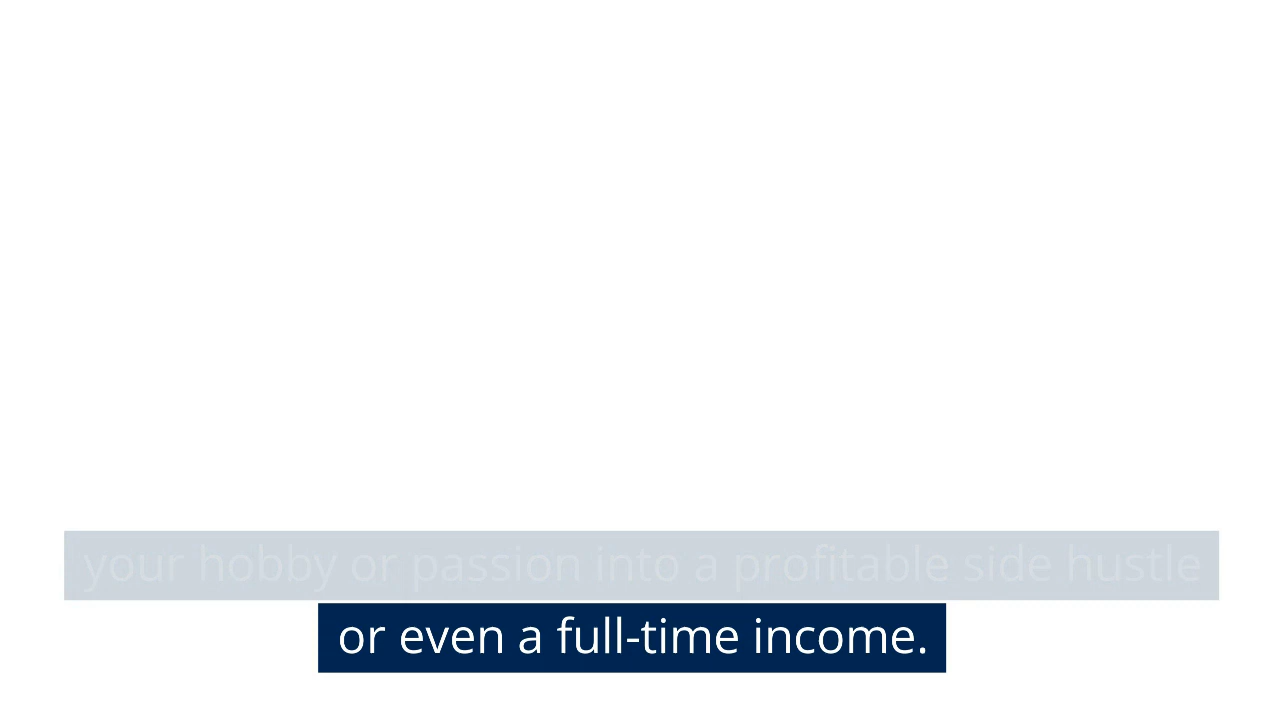 your hobby or passion into a profitable side hustle
or even a full-time income.